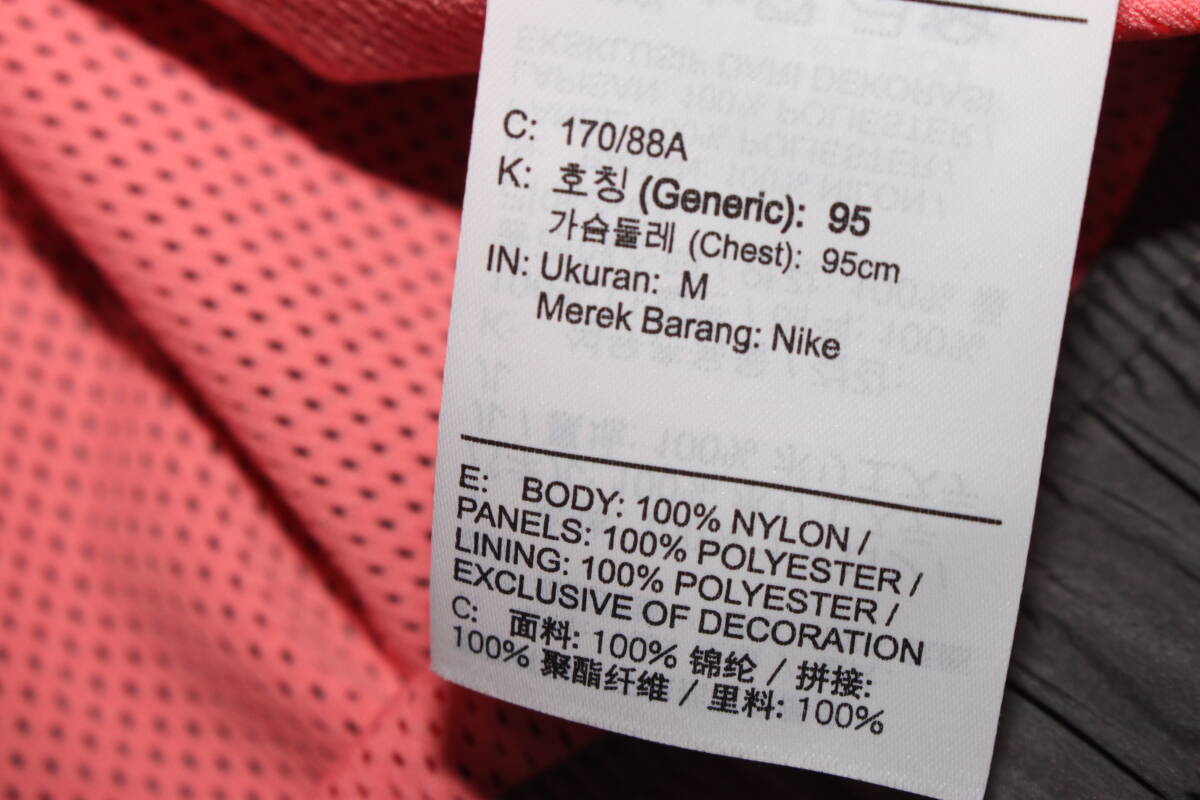 C: 170/88A
K: 호칭 (Generic): 95
가슴둘레 (Chest): 95cm
IN: Ukuran: M
Merek Barang: Nike
E: BODY: 100% NYLON /
PANELS: 100% POLYESTER /
LINING: 100% POLYESTER /
EXCLUSIVE OF DECORATION
C: 面料: 100% 锦纶 / 拼接:
100% 聚酯纤维 / 里料: 100%